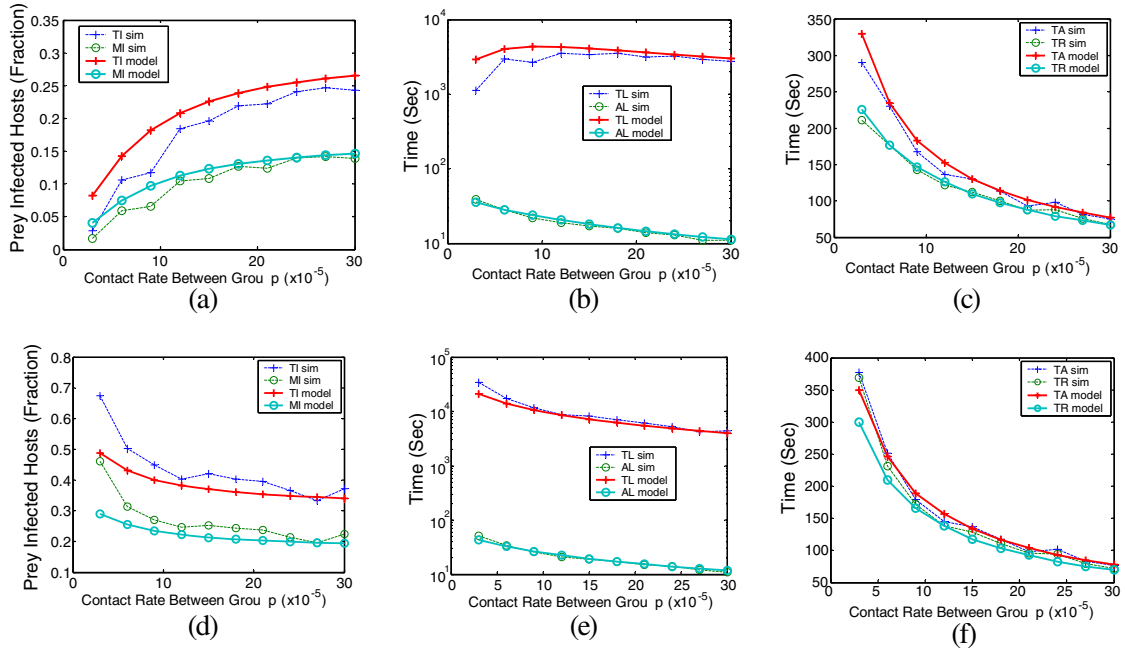 0.35
0.3
0.25
0.2
0.15
0.1
0.05
0
0 10 20 30
Prey Infected Hosts (Fraction)
Contact Rate Between Grou p (x10-5)
TI sim
MI sim
TI model
MI model
(a)
10^4
10^3
10^2
10^1
0 10 20 30
Time (Sec)
Contact Rate Between Grou p (x10-5)
TL sim
AL sim
TL model
AL model
(b)
350
300
250
200
150
100
50
0 10 20 30
Time (Sec)
Contact Rate Between Grou p (x10-5)
TA sim
TR sim
TA model
TR model
(c)
0.8
0.7
0.6
0.5
0.4
0.3
0.2
0.1
0 10 20 30
Prey Infected Hosts (Fraction)
Contact Rate Between Grou p (x10-5)
TI sim
MI sim
TI model
MI model
(d)
10^5
10^4
10^3
10^2
10^1
0 5 10 15 20 25 30
Time (Sec)
Contact Rate Between Grou p (x10-5)
TL sim
AL sim
TL model
AL model
(e)
400
350
300
250
200
150
100
50
0 5 10 15 20 25 30
Time (Sec)
Contact Rate Between Grou p (x10-5)
TA sim
TR sim
TA model
TR model
(f)